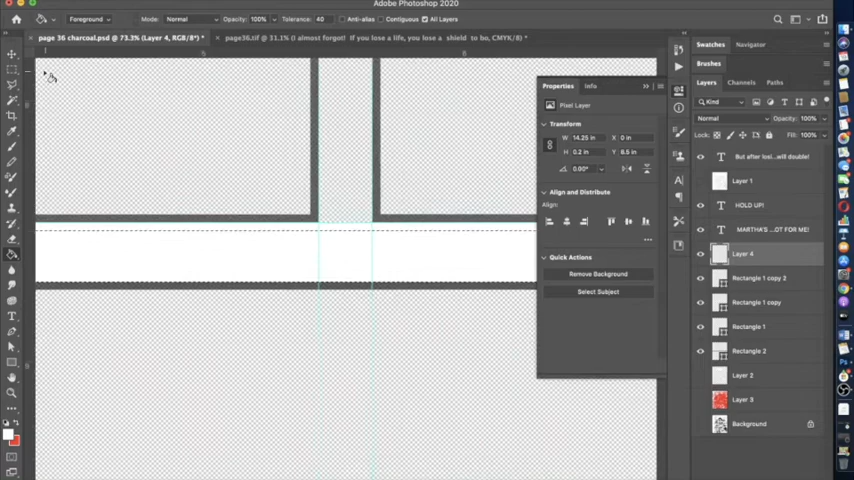 Adobe Photoshop 2020
Foreground
Mode: Normal
Opacity: 100%
Tolerance: 40
Anti-alias
Contiguous
All Layers
page 36 charcoal.psd @ 73.3% (Layer 4, RGB/8*) *
page36.tif @ 31.1% (I almost forgot! If you lose a life, you lose a shield to bo, CMYK/8) *
Properties
Info
Pixel Layer
Transform
W: 14.25 in
X: 0 in
H: 0.2 in
Y: 8.5 in
0.00°
Align and Distribute
Align:
Quick Actions
Remove Background
Select Subject
Swatches
Navigator
Brushes
Layers
Channels
Paths
Kind
Normal
Opacity: 100%
Lock:
Fill: 100%
But after losi...will double!
Layer 1
HOLD UP!
MARTHA'S ...OT FOR ME!
Layer 4
Rectangle 1 copy 2
Rectangle 1 copy
Rectangle 1
Rectangle 2
Layer 2
Layer 3
Background